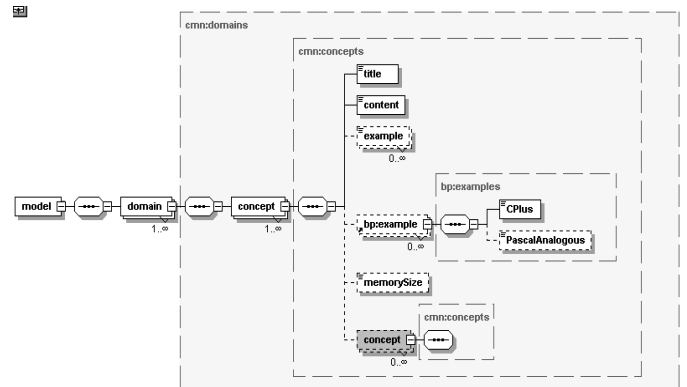 cmn:domains
cmn:concepts
title
content
example
0..∞
bp:examples
CPlus
model
domain
concept
bp:example
1..∞
1..∞
0..∞
PascalAnalogous
memorySize
cmn:concepts
concept
0..∞